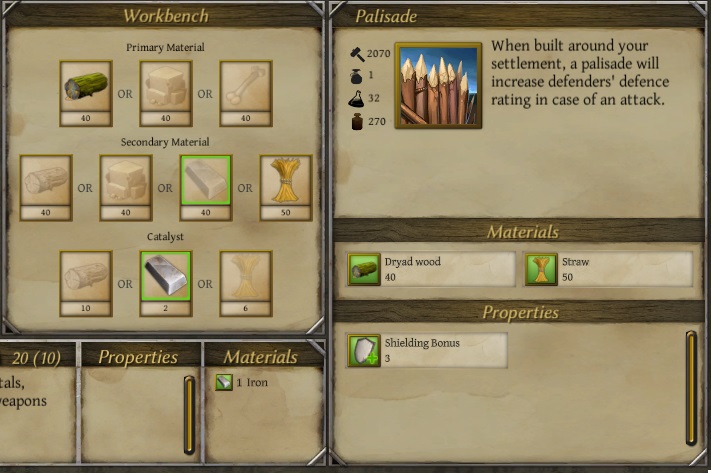 Workbench
Primary Material
40 OR 40 OR 40
Secondary Material
40 OR 40 OR 40 OR 50
Catalyst
10 OR 2 OR 6
20 (10)
tals,
weapons
Properties
Materials
1 Iron
Palisade
2070
1
32
270
When built around your
settlement, a palisade will
increase defenders' defence
rating in case of an attack.
Materials
Dryad wood
40
Straw
50
Properties
Shielding Bonus
3